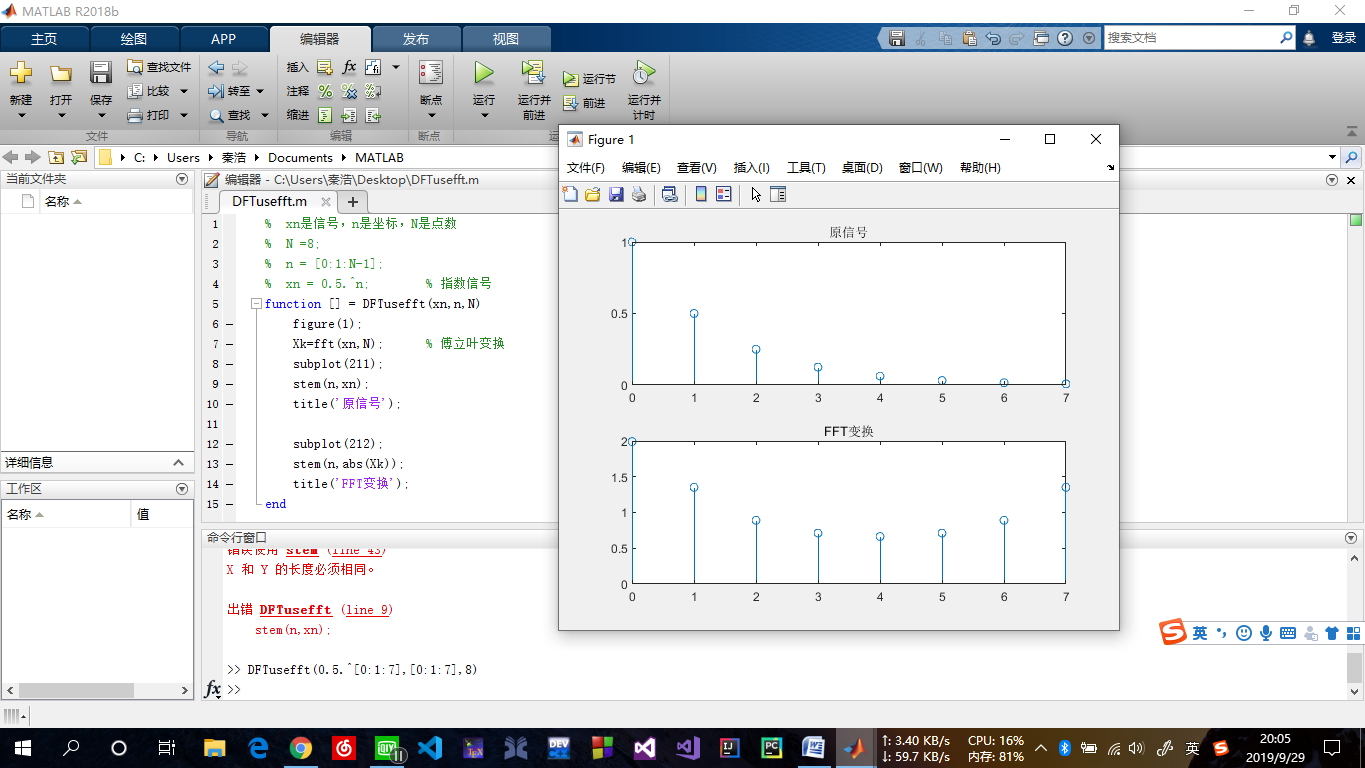 MATLAB R2018b
主页 绘图 APP 编辑器 发布 视图 搜索文档 登录
新建 打开 保存 查找文件 比较 打印 转至 查找 插入 注释 缩进 断点 运行 运行并前进 运行节 前进 运行并计时
文件 导航 编辑 断点
C: Users 秦浩 Documents MATLAB
当前文件夹
名称
详细信息
工作区
名称 值
编辑器 - C:\Users\秦浩\Desktop\DFTusefft.m
DFTusefft.m
1 % xn是信号，n是坐标，N是点数
2 % N =8;
3 % n = [0:1:N-1];
4 % xn = 0.5.^n; % 指数信号
5 function [] = DFTusefft(xn,n,N)
6 figure(1);
7 Xk=fft(xn,N); % 傅立叶变换
8 subplot(211);
9 stem(n,xn);
10 title('原信号');
11
12 subplot(212);
13 stem(n,abs(Xk));
14 title('FFT变换');
15 end
命令行窗口
错误使用 stem (line 43)
X 和 Y 的长度必须相同。
出错 DFTusefft (line 9)
stem(n,xn);
>> DFTusefft(0.5.^[0:1:7],[0:1:7],8)
fx >>
Figure 1
文件(F) 编辑(E) 查看(V) 插入(I) 工具(T) 桌面(D) 窗口(W) 帮助(H)
原信号
1
0.5
0
0 1 2 3 4 5 6 7
FFT变换
2
1.5
1
0.5
0
0 1 2 3 4 5 6 7
英
↑: 3.40 KB/s CPU: 16%
↓: 59.7 KB/s 内存: 81%
英
20:05
2019/9/29